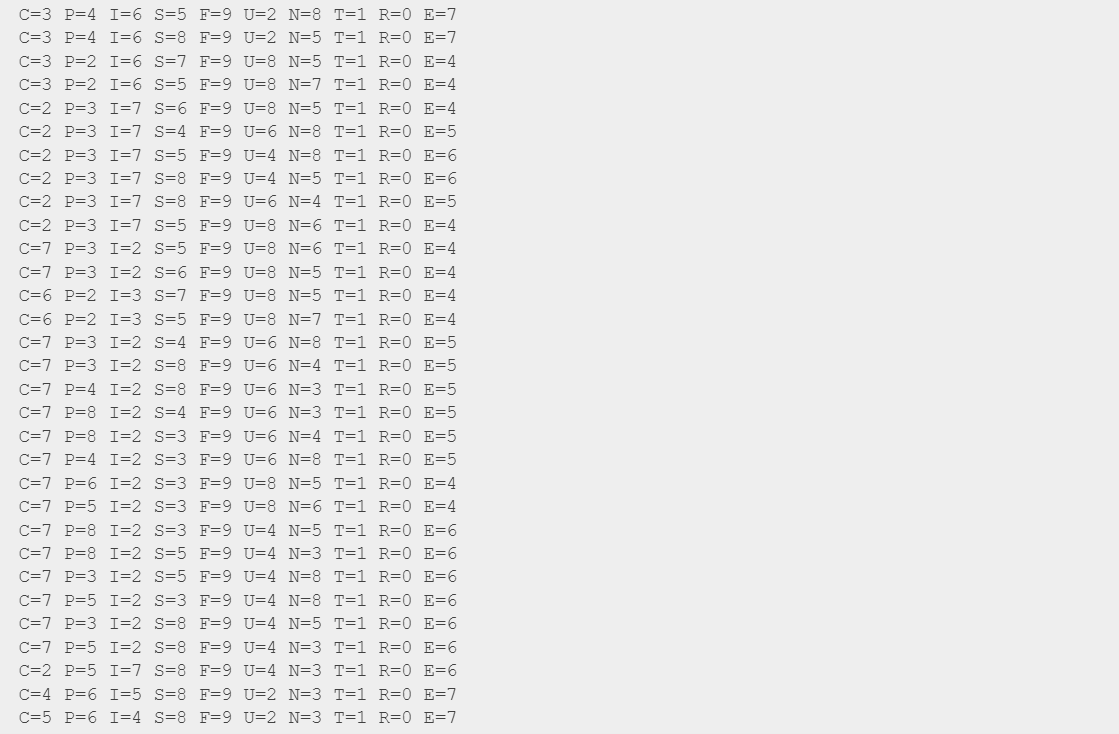 C=3 P=4 I=6 S=5 F=9 U=2 N=8 T=1 R=0 E=7
C=3 P=4 I=6 S=8 F=9 U=2 N=5 T=1 R=0 E=7
C=3 P=2 I=6 S=7 F=9 U=8 N=5 T=1 R=0 E=4
C=3 P=2 I=6 S=5 F=9 U=8 N=7 T=1 R=0 E=4
C=2 P=3 I=7 S=6 F=9 U=8 N=5 T=1 R=0 E=4
C=2 P=3 I=7 S=4 F=9 U=6 N=8 T=1 R=0 E=5
C=2 P=3 I=7 S=5 F=9 U=4 N=8 T=1 R=0 E=6
C=2 P=3 I=7 S=8 F=9 U=4 N=5 T=1 R=0 E=6
C=2 P=3 I=7 S=8 F=9 U=6 N=4 T=1 R=0 E=5
C=2 P=3 I=7 S=5 F=9 U=8 N=6 T=1 R=0 E=4
C=7 P=3 I=2 S=5 F=9 U=8 N=6 T=1 R=0 E=4
C=7 P=3 I=2 S=6 F=9 U=8 N=5 T=1 R=0 E=4
C=6 P=2 I=3 S=7 F=9 U=8 N=5 T=1 R=0 E=4
C=6 P=2 I=3 S=5 F=9 U=8 N=7 T=1 R=0 E=4
C=7 P=3 I=2 S=4 F=9 U=6 N=8 T=1 R=0 E=5
C=7 P=3 I=2 S=8 F=9 U=6 N=4 T=1 R=0 E=5
C=7 P=4 I=2 S=8 F=9 U=6 N=3 T=1 R=0 E=5
C=7 P=8 I=2 S=4 F=9 U=6 N=3 T=1 R=0 E=5
C=7 P=8 I=2 S=3 F=9 U=6 N=4 T=1 R=0 E=5
C=7 P=4 I=2 S=3 F=9 U=6 N=8 T=1 R=0 E=5
C=7 P=6 I=2 S=3 F=9 U=8 N=5 T=1 R=0 E=4
C=7 P=5 I=2 S=3 F=9 U=8 N=6 T=1 R=0 E=4
C=7 P=8 I=2 S=3 F=9 U=4 N=5 T=1 R=0 E=6
C=7 P=8 I=2 S=5 F=9 U=4 N=3 T=1 R=0 E=6
C=7 P=3 I=2 S=5 F=9 U=4 N=8 T=1 R=0 E=6
C=7 P=5 I=2 S=3 F=9 U=4 N=8 T=1 R=0 E=6
C=7 P=3 I=2 S=8 F=9 U=4 N=5 T=1 R=0 E=6
C=7 P=5 I=2 S=8 F=9 U=4 N=3 T=1 R=0 E=6
C=2 P=5 I=7 S=8 F=9 U=4 N=3 T=1 R=0 E=6
C=4 P=6 I=5 S=8 F=9 U=2 N=3 T=1 R=0 E=7
C=5 P=6 I=4 S=8 F=9 U=2 N=3 T=1 R=0 E=7